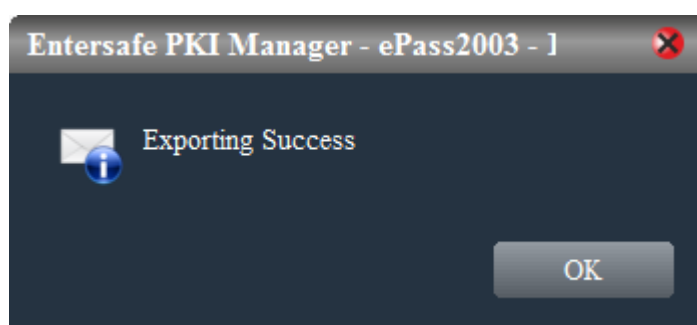 Entersafe PKI Manager - ePass2003 - ]
Exporting Success
OK